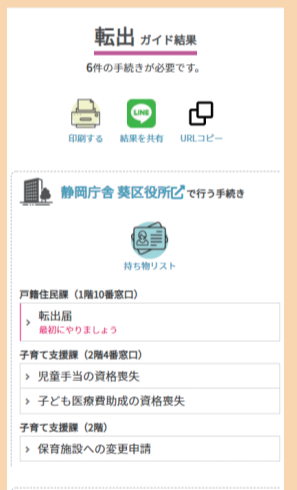 転出 ガイド結果
6件の手続きが必要です。
LINE
印刷する 結果を共有 URLコピー
静岡庁舎 葵区役所で行う手続き
持ち物リスト
戸籍住民課（1階10番窓口）
転出届
最初にやりましょう
子育て支援課（2階4番窓口）
児童手当の資格喪失
子ども医療費助成の資格喪失
子育て支援課（2階）
保育施設への変更申請